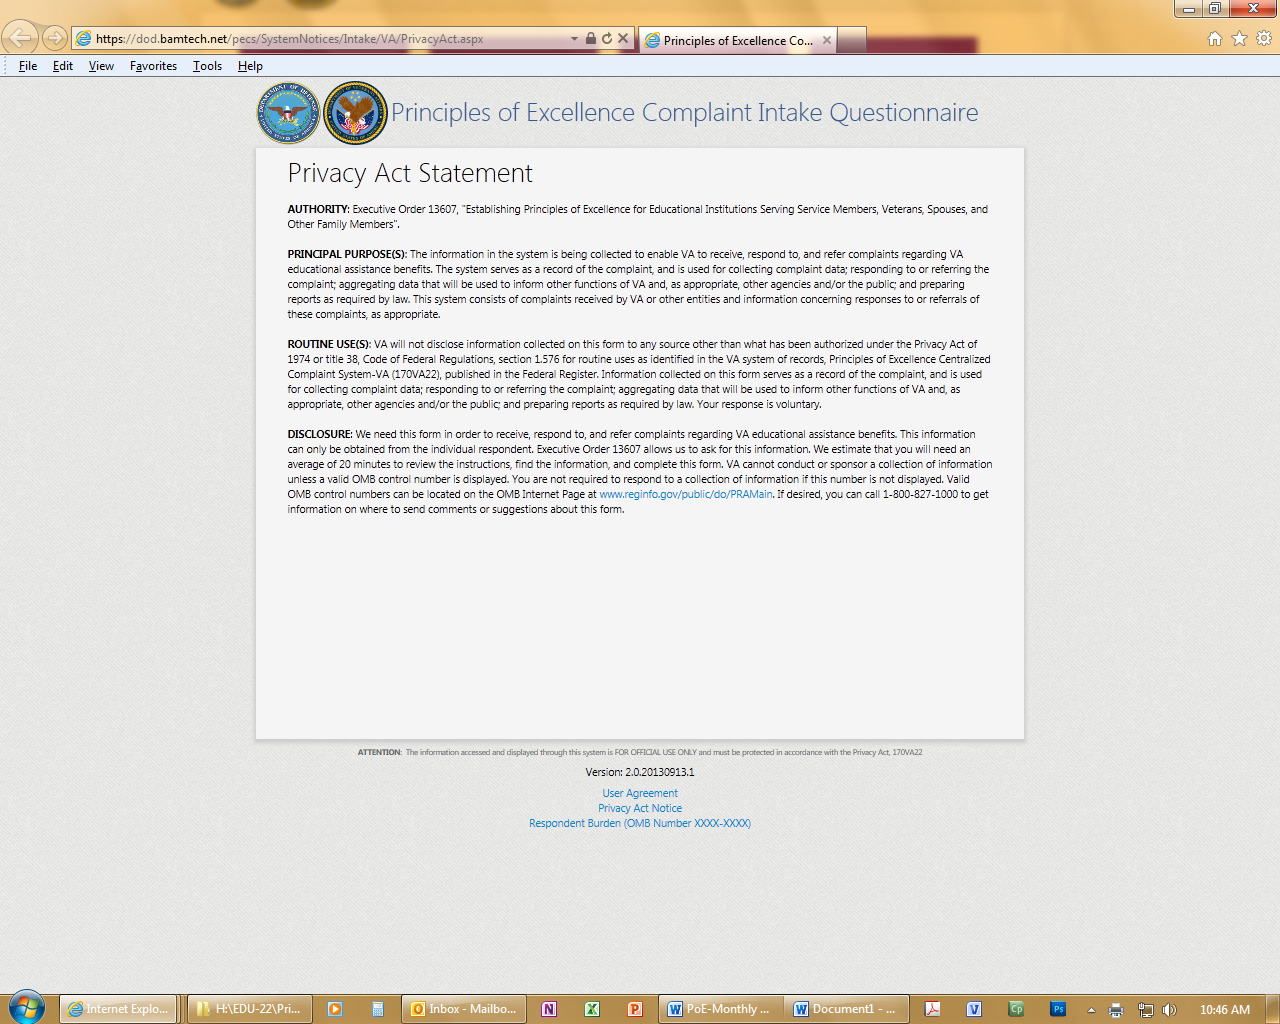 https://dod.bamtech.net/pecs/SystemNotices/Intake/VA/PrivacyAct.aspx
Principles of Excellence Co...
File Edit View Favorites Tools Help
Principles of Excellence Complaint Intake Questionnaire
Privacy Act Statement
AUTHORITY: Executive Order 13607, "Establishing Principles of Excellence for Educational Institutions Serving Service Members, Veterans, Spouses, and
Other Family Members".
PRINCIPAL PURPOSE(S): The information in the system is being collected to enable VA to receive, respond to, and refer complaints regarding VA
educational assistance benefits. The system serves as a record of the complaint, and is used for collecting complaint data; responding to or referring the
complaint; aggregating data that will be used to inform other functions of VA and, as appropriate, other agencies and/or the public; and preparing
reports as required by law. This system consists of complaints received by VA or other entities and information concerning responses to or referrals of
these complaints, as appropriate.
ROUTINE USE(S): VA will not disclose information collected on this form to any source other than what has been authorized under the Privacy Act of
1974 or title 38, Code of Federal Regulations, section 1.576 for routine uses as identified in the VA system of records, Principles of Excellence Centralized
Complaint System-VA (170VA22), published in the Federal Register. Information collected on this form serves as a record of the complaint, and is used
for collecting complaint data; responding to or referring the complaint; aggregating data that will be used to inform other functions of VA and, as
appropriate, other agencies and/or the public; and preparing reports as required by law. Your response is voluntary.
DISCLOSURE: We need this form in order to receive, respond to, and refer complaints regarding VA educational assistance benefits. This information
can only be obtained from the individual respondent. Executive Order 13607 allows us to ask for this information. We estimate that you will need an
average of 20 minutes to review the instructions, find the information, and complete this form. VA cannot conduct or sponsor a collection of information
unless a valid OMB control number is displayed. You are not required to respond to a collection of information if this number is not displayed. Valid
OMB control numbers can be located on the OMB Internet Page at www.reginfo.gov/public/do/PRAMain. If desired, you can call 1-800-827-1000 to get
information on where to send comments or suggestions about this form.
ATTENTION: The information accessed and displayed through this system is FOR OFFICIAL USE ONLY and must be protected in accordance with the Privacy Act, 170VA22
Version: 2.0.20130913.1
User Agreement
Privacy Act Notice
Respondent Burden (OMB Number XXXX-XXXX)
Internet Explo... H:\EDU-22\Pri... Inbox - Mailbo... PoE-Monthly ... Document1 - ... 10:46 AM